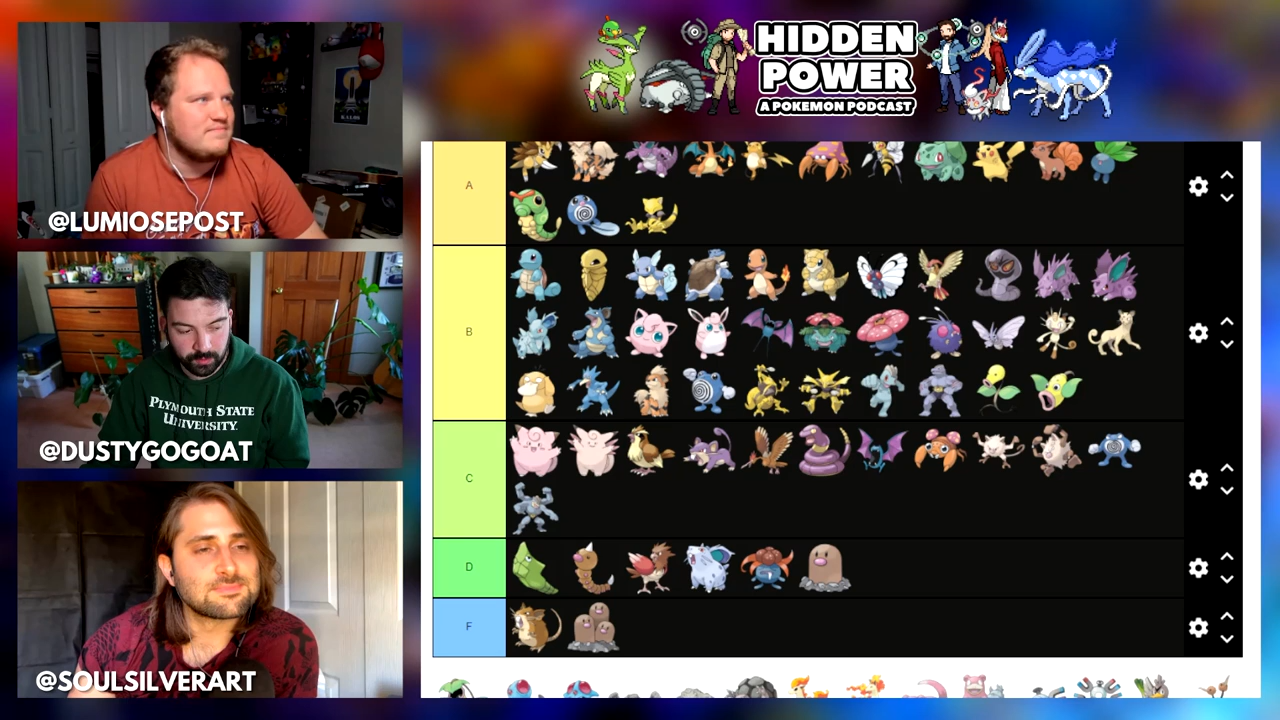 HIDDEN
POWER
A POKEMON PODCAST
@LUMIOSEPOST
PLYMOUTH STATE
UNIVERSITY
@DUSTYGOGOAT
@SOULSILVERART
A
B
C
D
F